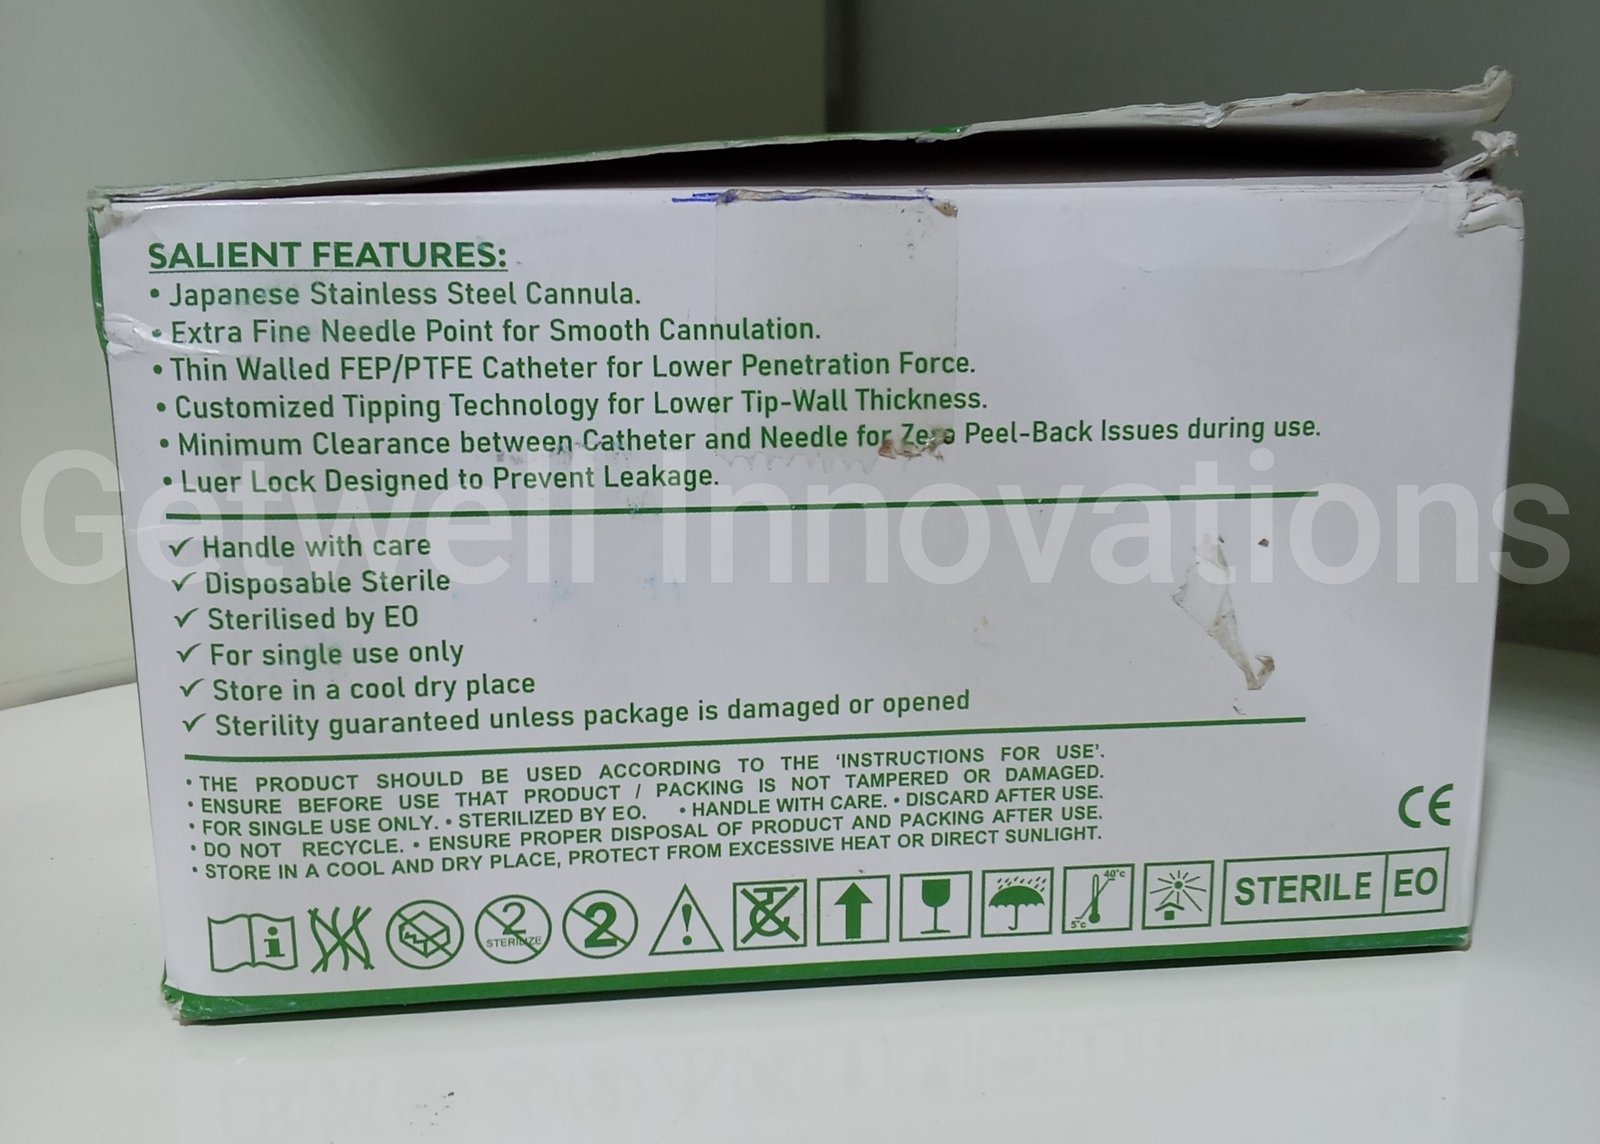 SALIENT FEATURES:
• Japanese Stainless Steel Cannula.
• Extra Fine Needle Point for Smooth Cannulation.
• Thin Walled FEP/PTFE Catheter for Lower Penetration Force.
• Customized Tipping Technology for Lower Tip-Wall Thickness.
• Minimum Clearance between Catheter and Needle for Zero Peel-Back Issues during use.
• Luer Lock Designed to Prevent Leakage.
Getwell Innovations
✓ Handle with care
✓ Disposable Sterile
✓ Sterilised by EO
✓ For single use only
✓ Store in a cool dry place
✓ Sterility guaranteed unless package is damaged or opened
• THE PRODUCT SHOULD BE USED ACCORDING TO THE 'INSTRUCTIONS FOR USE'.
• ENSURE BEFORE USE THAT PRODUCT / PACKING IS NOT TAMPERED OR DAMAGED.
• FOR SINGLE USE ONLY. • STERILIZED BY EO. • HANDLE WITH CARE. • DISCARD AFTER USE.
• DO NOT RECYCLE. • ENSURE PROPER DISPOSAL OF PRODUCT AND PACKING AFTER USE.
• STORE IN A COOL AND DRY PLACE, PROTECT FROM EXCESSIVE HEAT OR DIRECT SUNLIGHT.
CE
i
2 STERILIZE
2
!
5°c 40°c
STERILE EO